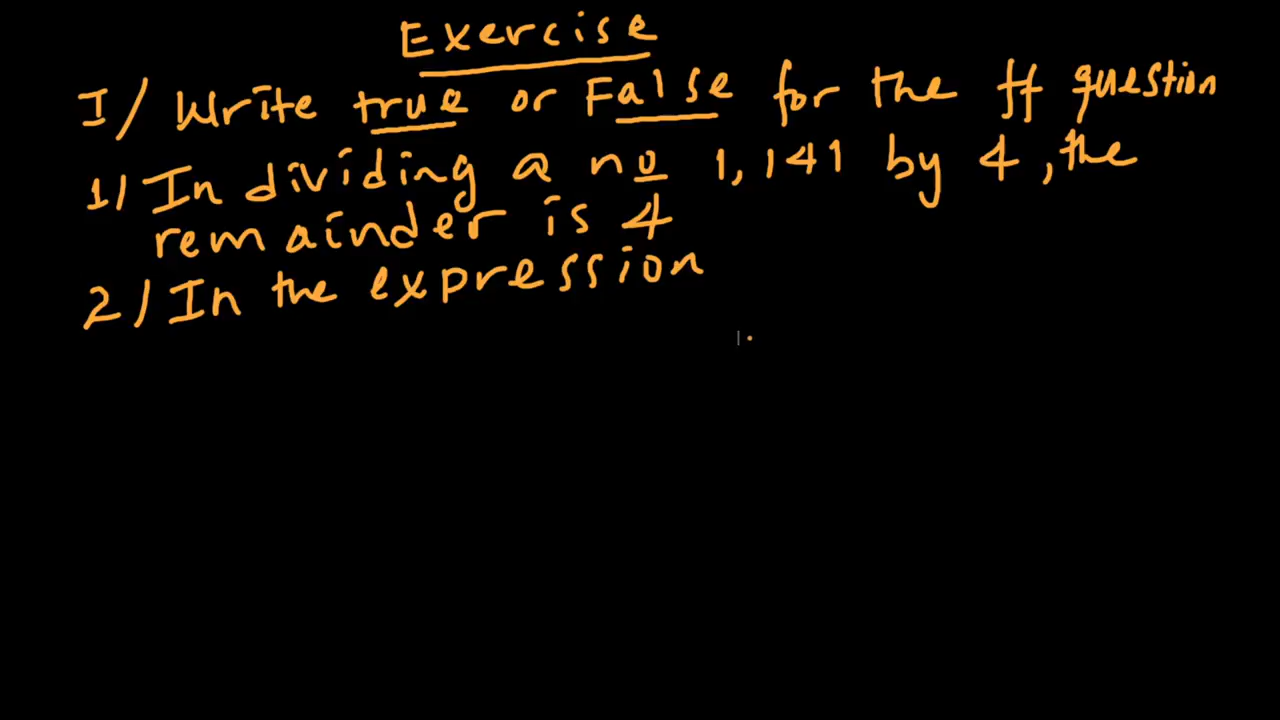 Exercise
I/ Write true or False for the ff question
1/ In dividing a no 1,141 by 4, the
remainder is 4
2/ In the expression